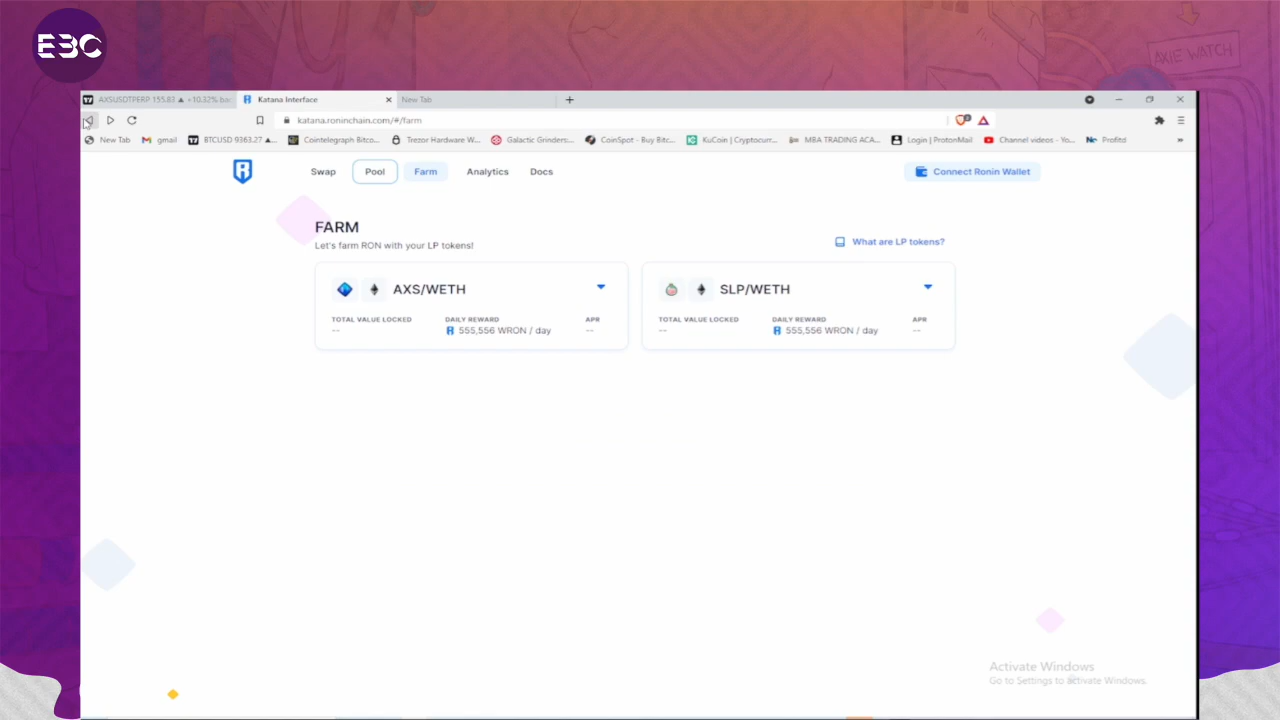 E3C
AXIE WATCH
AXSUSDTPERP 155.83 ▲ +10.32%
Katana Interface
New Tab
katana.roninchain.com/#/farm
New Tab
gmail
BTCUSD 9363.27 ▲...
Cointelegraph Bitco...
Trezor Hardware W...
Galactic Grinders:...
CoinSpot - Buy Bitc...
KuCoin | Cryptocurr...
MBA TRADING ACA...
Login | ProtonMail
Channel videos - Yo...
Profitd
Swap
Pool
Farm
Analytics
Docs
Connect Ronin Wallet
FARM
Let's farm RON with your LP tokens!
What are LP tokens?
AXS/WETH
TOTAL VALUE LOCKED
DAILY REWARD
APR
--
555,556 WRON / day
--
SLP/WETH
TOTAL VALUE LOCKED
DAILY REWARD
APR
--
555,556 WRON / day
--
Activate Windows
Go to Settings to activate Windows.